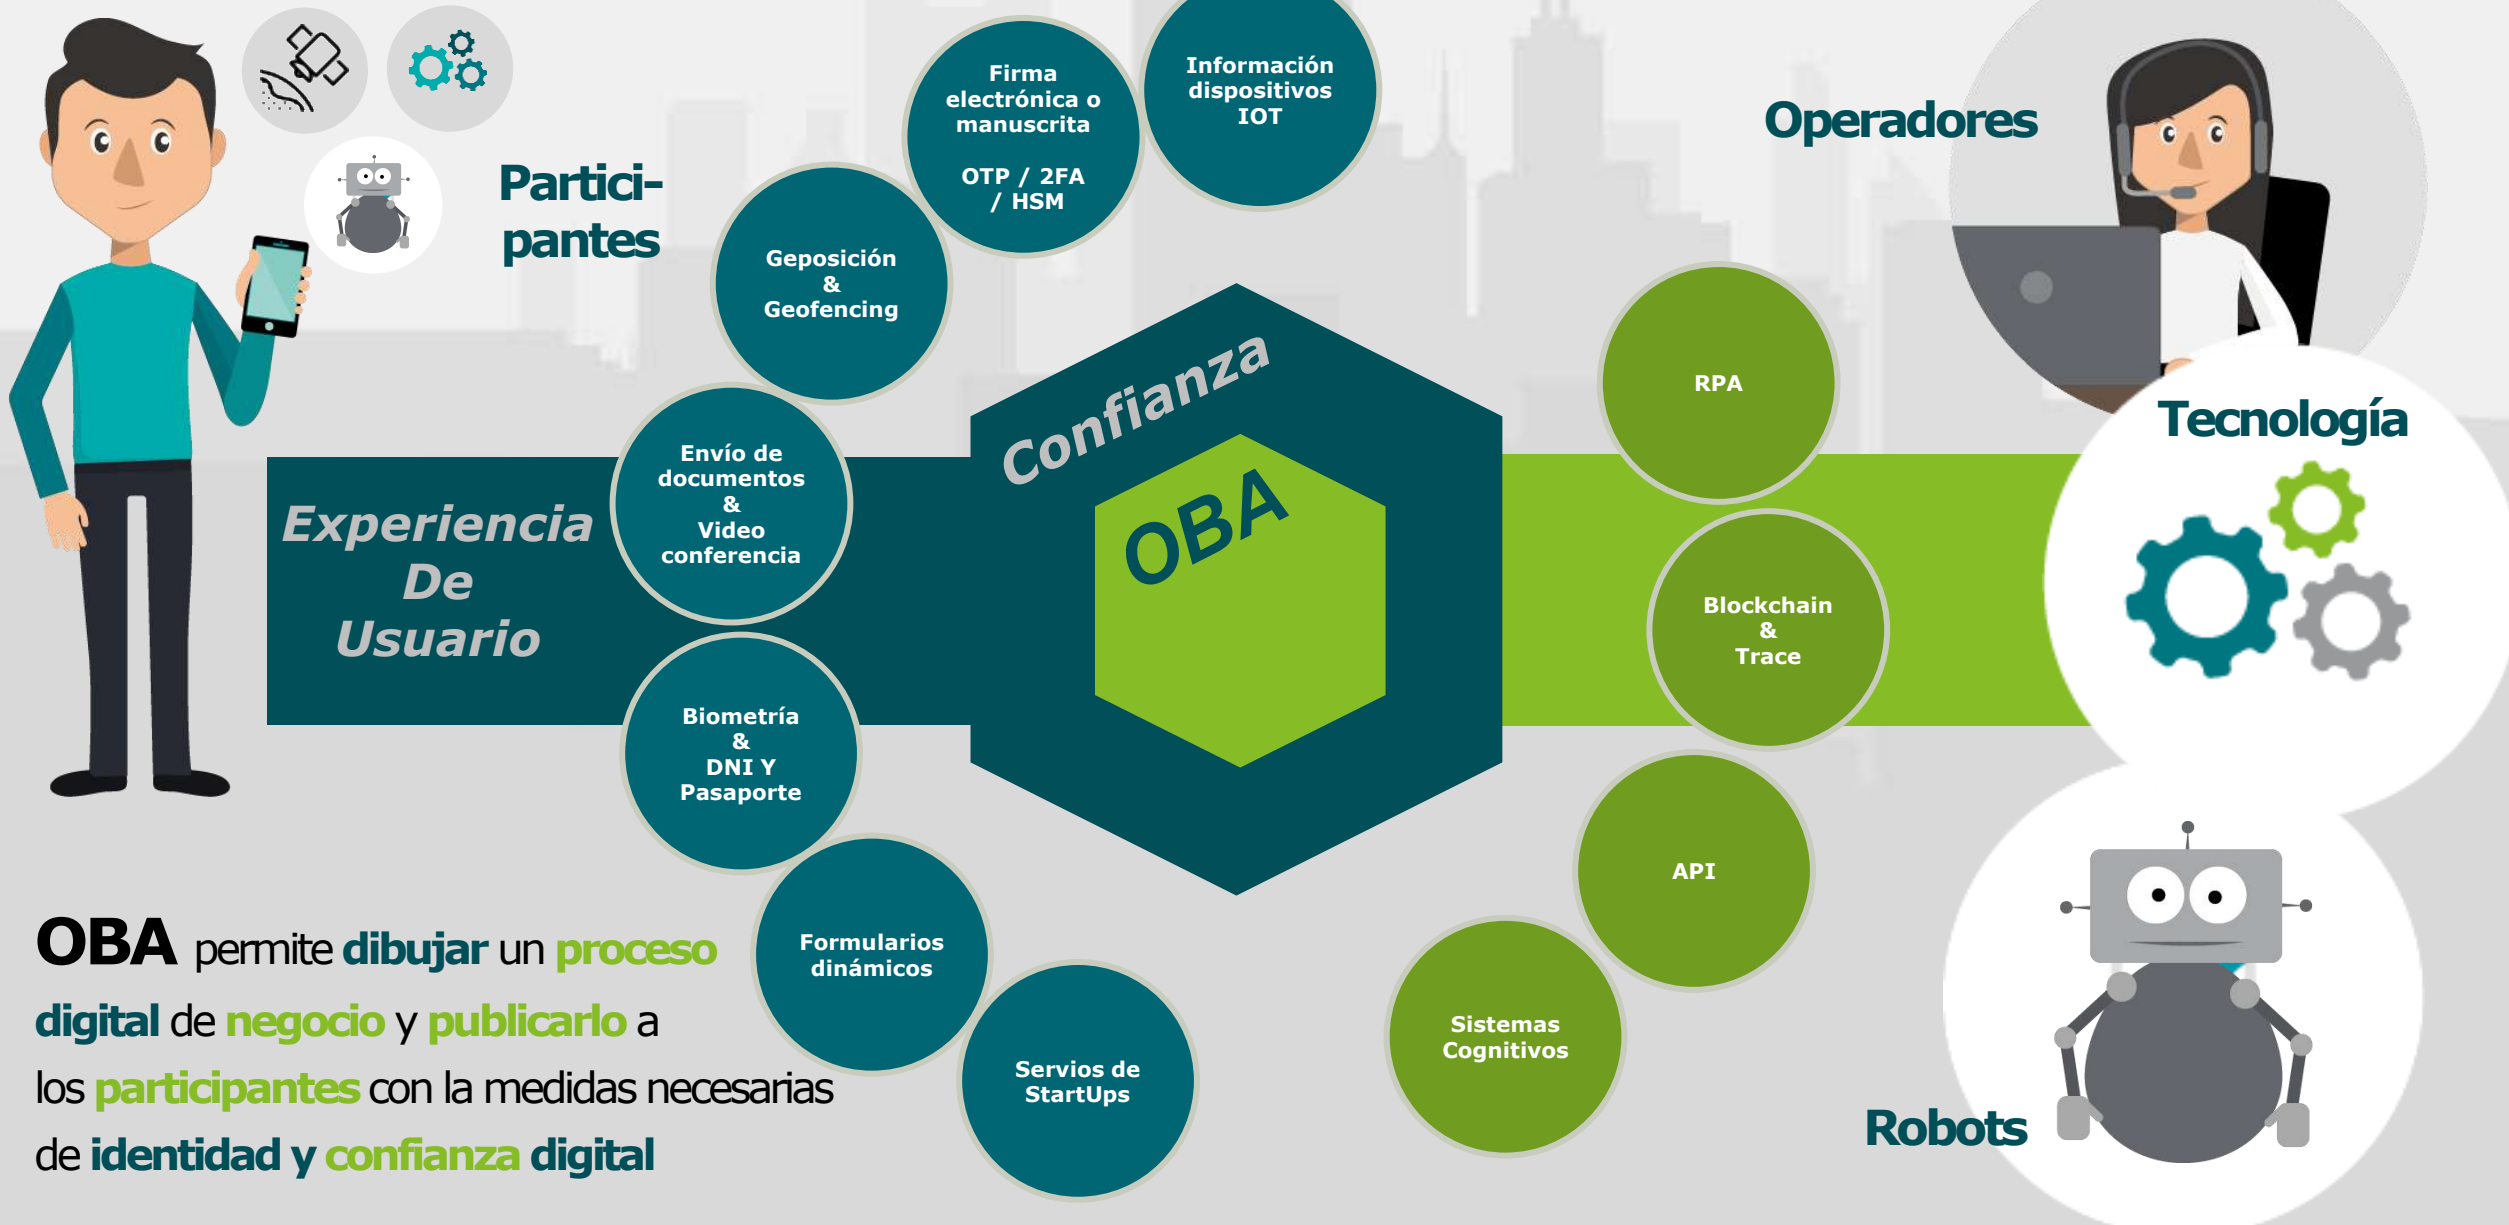 Partici-
pantes
Firma
electrónica o
manuscrita
OTP / 2FA
/ HSM
Información
dispositivos
IOT
Operadores
Geposición
&
Geofencing
Envío de
documentos
&
Video
conferencia
Experiencia
De
Usuario
Biometría
&
DNI Y
Pasaporte
Formularios
dinámicos
Servios de
StartUps
Confianza
OBA
RPA
Blockchain
&
Trace
API
Sistemas
Cognitivos
Tecnología
Robots
OBA permite dibujar un proceso
digital de negocio y publicarlo a
los participantes con la medidas necesarias
de identidad y confianza digital